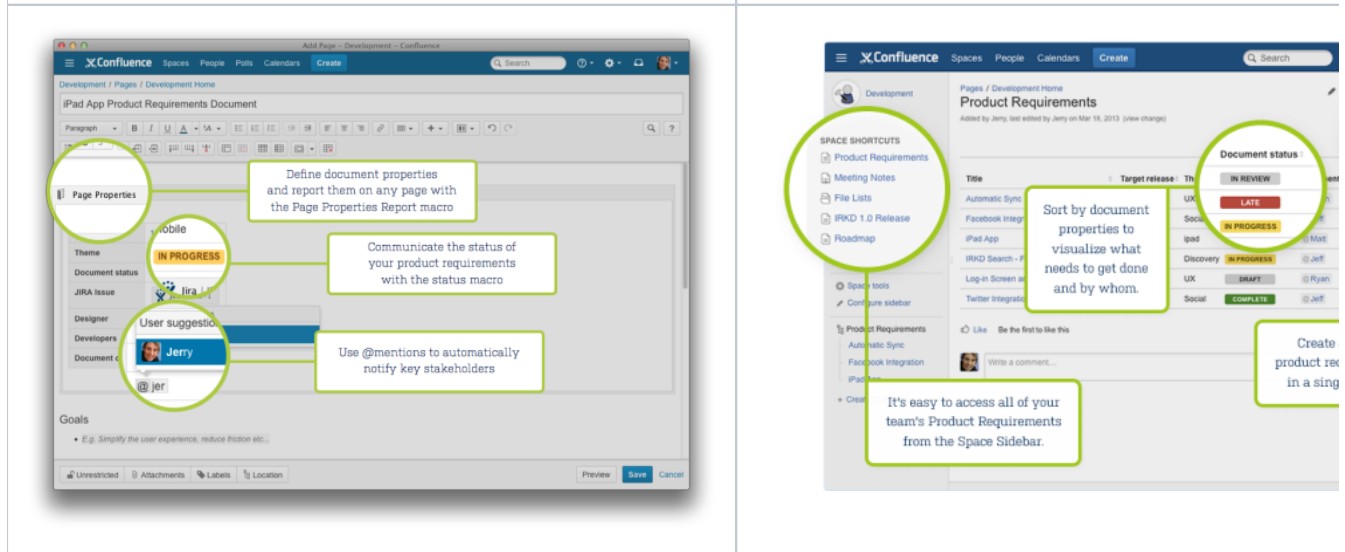 Add Page – Development – Confluence
Confluence Spaces People Polls Calendars Create Search
Development / Pages / Development Home
iPad App Product Requirements Document
Paragraph
Page Properties
Define document properties
and report them on any page with
the Page Properties Report macro
Theme
IN PROGRESS
Document status
JIRA Issue
Jira
Communicate the status of
your product requirements
with the status macro
Designer
User suggestion
Developers
Jerry
Document
@ jer
Use @mentions to automatically
notify key stakeholders
Goals
E.g. Simplify the user experience, reduce friction etc...
Unrestricted Attachments Labels Location
Preview Save Cancel
Confluence Spaces People Calendars Create Search
Development
Pages / Development Home
Product Requirements
Added by Jerry, last edited by Jerry on Mar 18, 2013 (view change)
SPACE SHORTCUTS
Product Requirements
Meeting Notes
File Lists
IRKD 1.0 Release
Roadmap
Space tools
Configure sidebar
Product Requirements
Automatic Sync
Facebook Integration
iPad App
Document status
Title Target release
IN REVIEW
LATE
IN PROGRESS
Automatic Sync UX
Facebook
iPad App ipad Matt
IRKD Search Discovery IN PROGRESS Jeff
Log-in Screen UX DRAFT Ryan
Twitter Social COMPLETE Jeff
Sort by document
properties to
visualize what
needs to get done
and by whom.
Like Be the first to like this
Write a comment...
It's easy to access all of your
team's Product Requirements
from the Space Sidebar.
Create
product
in a